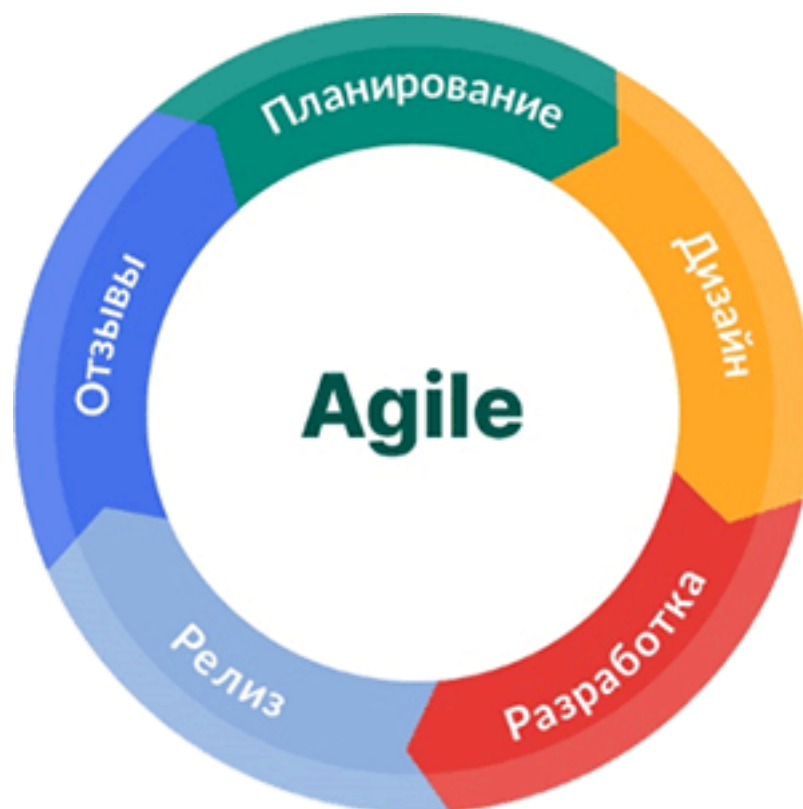 Планирование
Дизайн
Разработка
Релиз
Отзывы
Agile